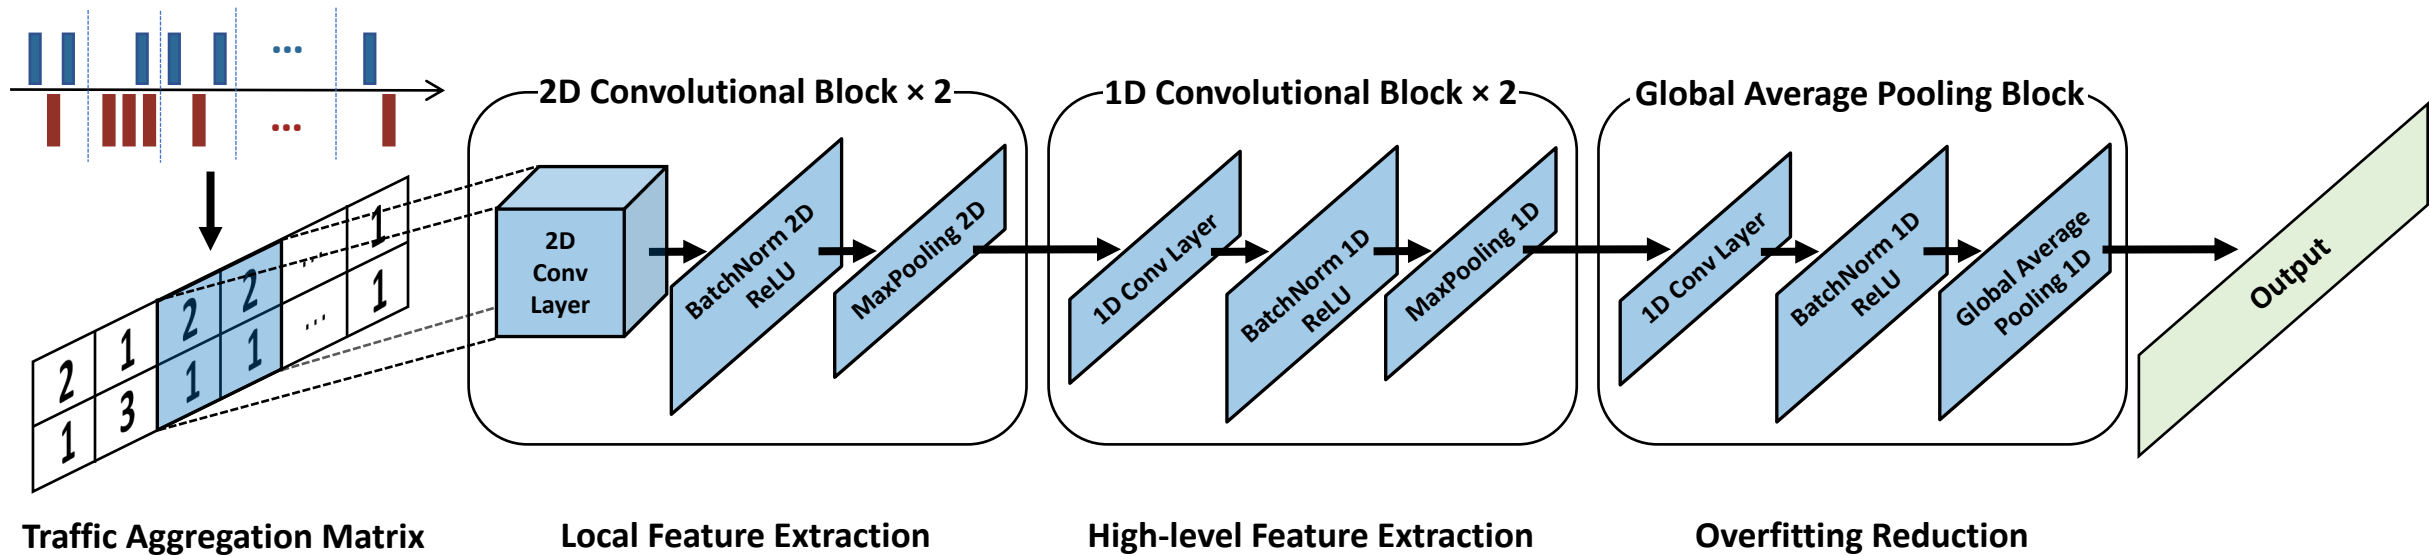 ...
...
2D Convolutional Block × 2
1D Convolutional Block × 2
Global Average Pooling Block
2 1 2 2 ... 1
1 3 1 1 ... 1
2D
Conv
Layer
BatchNorm 2D
ReLU
MaxPooling 2D
1D Conv Layer
BatchNorm 1D
ReLU
MaxPooling 1D
1D Conv Layer
BatchNorm 1D
ReLU
Global Average
Pooling 1D
Output
Traffic Aggregation Matrix
Local Feature Extraction
High-level Feature Extraction
Overfitting Reduction